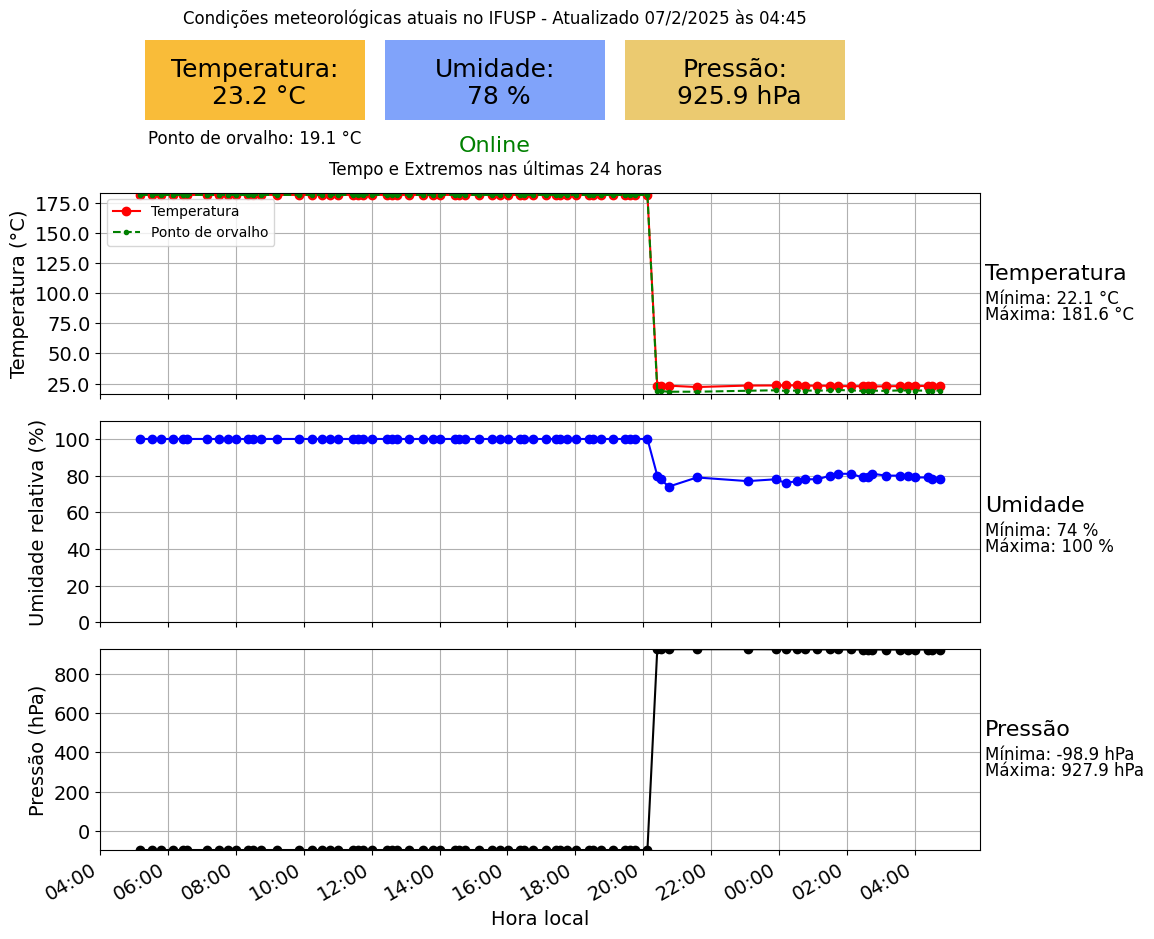 Condições meteorológicas atuais no IFUSP - Atualizado 07/2/2025 às 04:45
Temperatura:
23.2 °C
Umidade:
78 %
Pressão:
925.9 hPa
Ponto de orvalho: 19.1 °C
Online
Tempo e Extremos nas últimas 24 horas
Temperatura (°C)
175.0
150.0
125.0
100.0
75.0
50.0
25.0
Temperatura
Ponto de orvalho
Temperatura
Mínima: 22.1 °C
Máxima: 181.6 °C
Umidade relativa (%)
100
80
60
40
20
0
Umidade
Mínima: 74 %
Máxima: 100 %
Pressão (hPa)
800
600
400
200
0
Pressão
Mínima: -98.9 hPa
Máxima: 927.9 hPa
04:00
06:00
08:00
10:00
12:00
14:00
16:00
18:00
20:00
22:00
00:00
02:00
04:00
Hora local